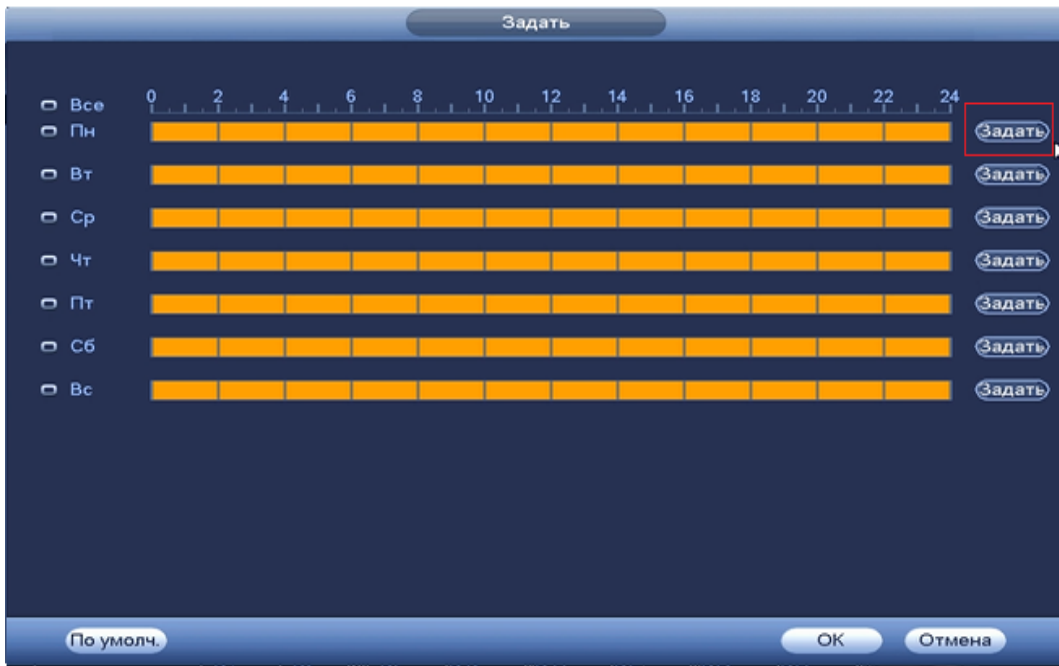 Задать
Все 0 2 4 6 8 10 12 14 16 18 20 22 24
Пн Задать
Вт Задать
Ср Задать
Чт Задать
Пт Задать
Сб Задать
Вс Задать
По умолч. OK Отмена